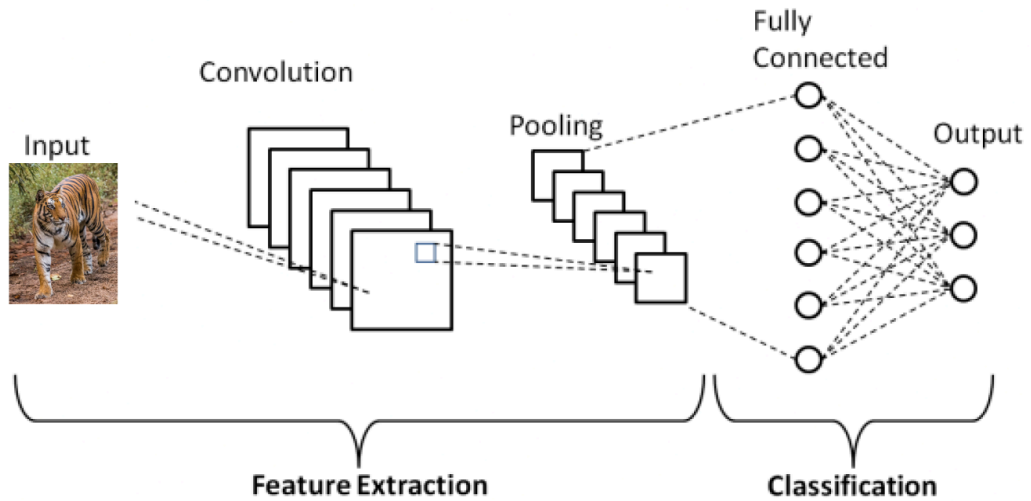 Input
Convolution
Pooling
Fully
Connected
Output
Feature Extraction
Classification